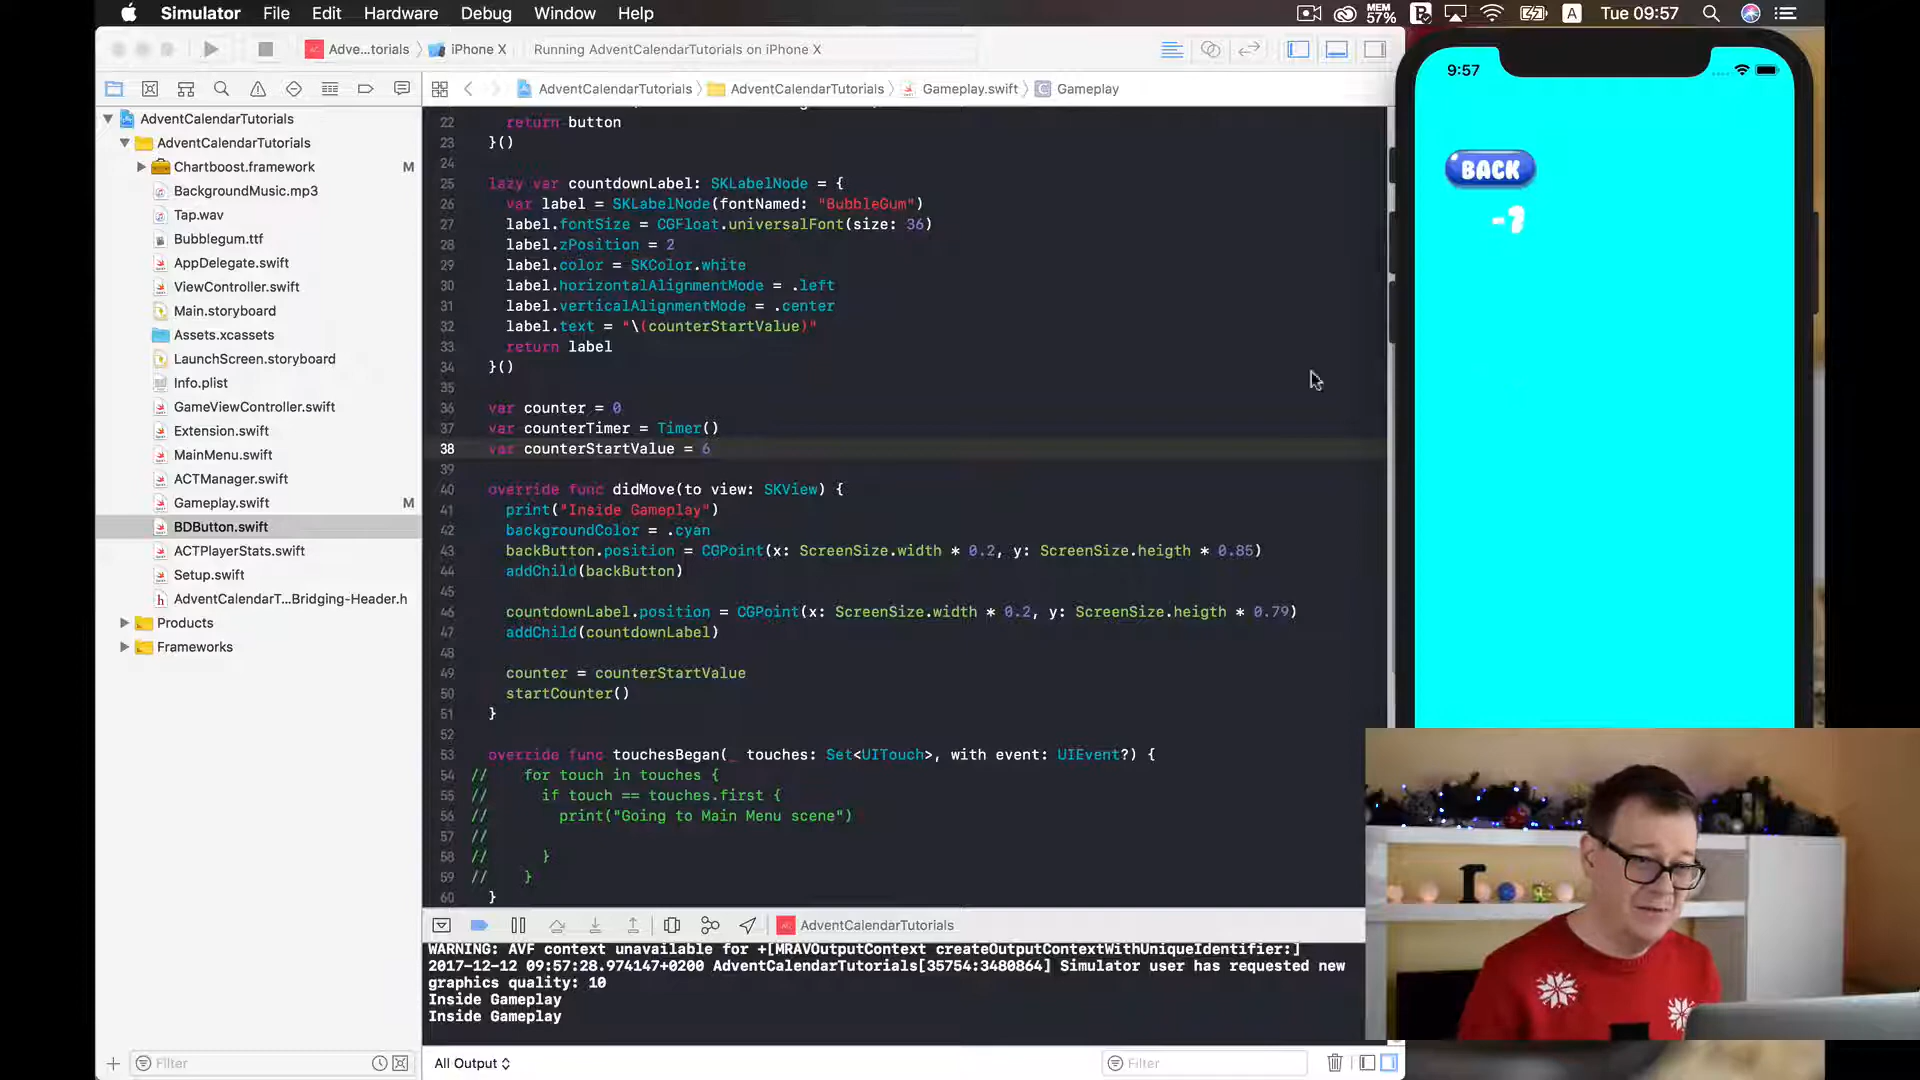 Simulator File Edit Hardware Debug Window Help
MEM 57% A Tue 09:57
Adve...torials iPhone X Running AdventCalendarTutorials on iPhone X
AdventCalendarTutorials AdventCalendarTutorials Gameplay.swift C Gameplay
AdventCalendarTutorials
AdventCalendarTutorials
Chartboost.framework M
BackgroundMusic.mp3
Tap.wav
Bubblegum.ttf
AppDelegate.swift
ViewController.swift
Main.storyboard
Assets.xcassets
LaunchScreen.storyboard
Info.plist
GameViewController.swift
Extension.swift
MainMenu.swift
ACTManager.swift
Gameplay.swift M
BDButton.swift
ACTPlayerStats.swift
Setup.swift
h AdventCalendarT...Bridging-Header.h
Products
Frameworks
Filter
22 return button
23 }()
24
25 lazy var countdownLabel: SKLabelNode = {
26 var label = SKLabelNode(fontNamed: "BubbleGum")
27 label.fontSize = CGFloat.universalFont(size: 36)
28 label.zPosition = 2
29 label.color = SKColor.white
30 label.horizontalAlignmentMode = .left
31 label.verticalAlignmentMode = .center
32 label.text = "\(counterStartValue)"
33 return label
34 }()
35
36 var counter = 0
37 var counterTimer = Timer()
38 var counterStartValue = 6
39
40 override func didMove(to view: SKView) {
41 print("Inside Gameplay")
42 backgroundColor = .cyan
43 backButton.position = CGPoint(x: ScreenSize.width * 0.2, y: ScreenSize.heigth * 0.85)
44 addChild(backButton)
45
46 countdownLabel.position = CGPoint(x: ScreenSize.width * 0.2, y: ScreenSize.heigth * 0.79)
47 addChild(countdownLabel)
48
49 counter = counterStartValue
50 startCounter()
51 }
52
53 override func touchesBegan(_ touches: Set<UITouch>, with event: UIEvent?) {
54 // for touch in touches {
55 // if touch == touches.first {
56 // print("Going to Main Menu scene")
57 //
58 // }
59 // }
60 }
AdventCalendarTutorials
WARNING: AVF context unavailable for +[MRAVOutputContext createOutputContextWithUniqueIdentifier:]
2017-12-12 09:57:28.974147+0200 AdventCalendarTutorials[35754:3480864] Simulator user has requested new
graphics quality: 10
Inside Gameplay
Inside Gameplay
All Output Filter
9:57
BACK